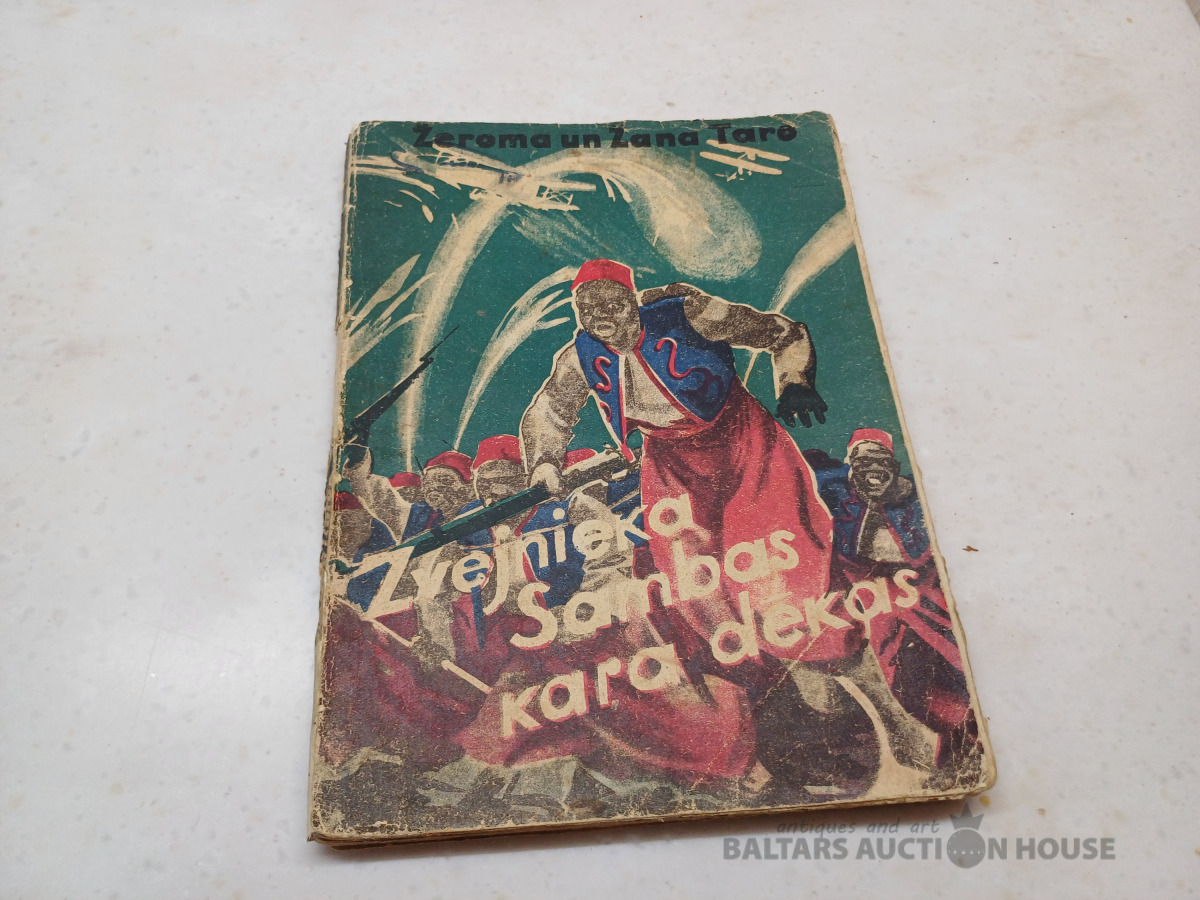 Žeroma un Žana Taro
Zvejnieka
Sambas
kara dēkas
antiques and art
BALTARS AUCTION HOUSE